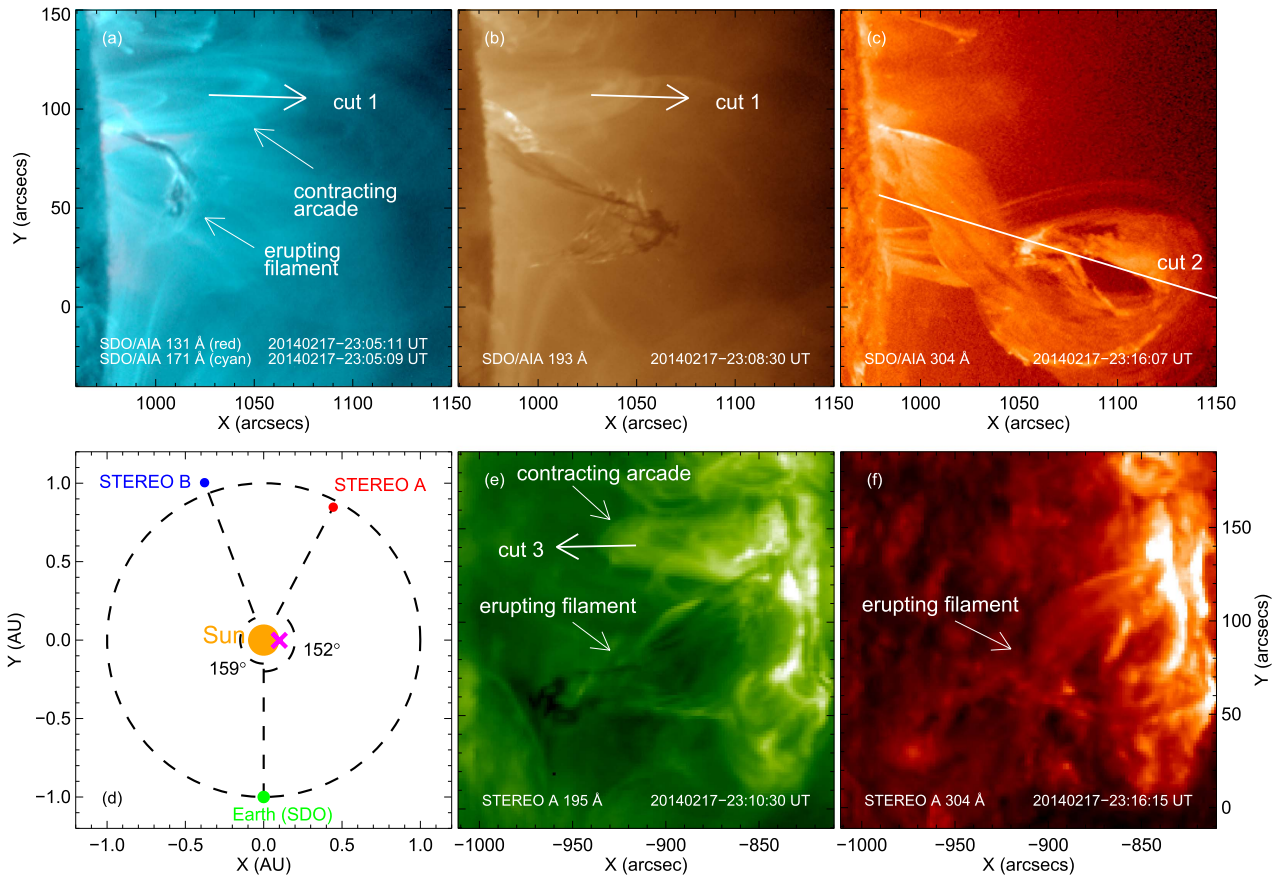 150
100
50
0
Y (arcsecs)
(a)
cut 1
contracting
arcade
erupting
filament
SDO/AIA 131 Å (red) 20140217−23:05:11 UT
SDO/AIA 171 Å (cyan) 20140217−23:05:09 UT
1000 1050 1100 1150
X (arcsecs)
(b)
cut 1
SDO/AIA 193 Å 20140217−23:08:30 UT
1000 1050 1100
X (arcsec)
(c)
cut 2
SDO/AIA 304 Å 20140217−23:16:07 UT
1000 1050 1100 1150
X (arcsec)
1.0
0.5
0.0
−0.5
−1.0
Y (AU)
STEREO B
STEREO A
Sun
159°
152°
(d)
Earth (SDO)
−1.0 −0.5 0.0 0.5 1.0
X (AU)
(e)
contracting arcade
cut 3
erupting filament
STEREO A 195 Å 20140217−23:10:30 UT
−1000 −950 −900 −850
X (arcsec)
(f)
erupting filament
STEREO A 304 Å 20140217−23:16:15 UT
−1000 −950 −900 −850
X (arcsecs)
150
100
50
0
Y (arcsecs)